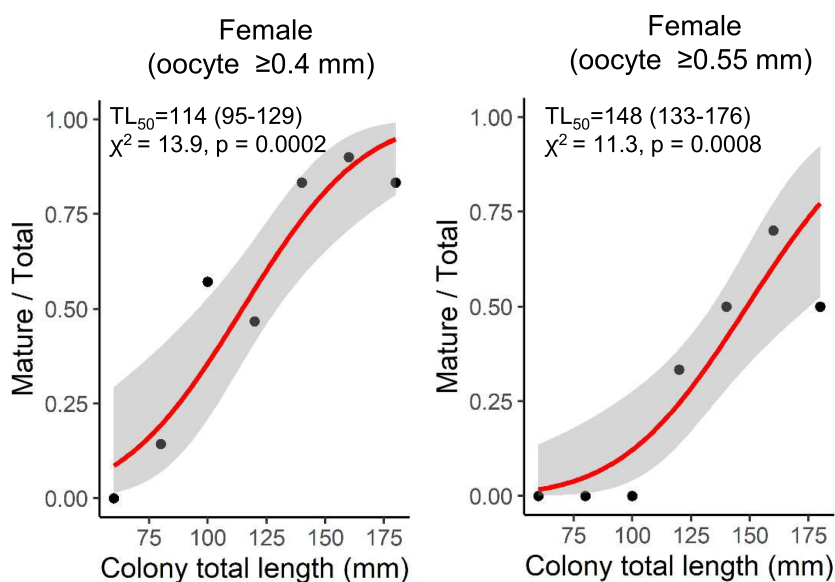 Female
(oocyte ≥0.4 mm)
TL50=114 (95-129)
χ² = 13.9, p = 0.0002
1.00
0.75
0.50
0.25
0.00
Mature / Total
75 100 125 150 175
Colony total length (mm)
Female
(oocyte ≥0.55 mm)
TL50=148 (133-176)
χ² = 11.3, p = 0.0008
1.00
0.75
0.50
0.25
0.00
Mature / Total
75 100 125 150 175
Colony total length (mm)